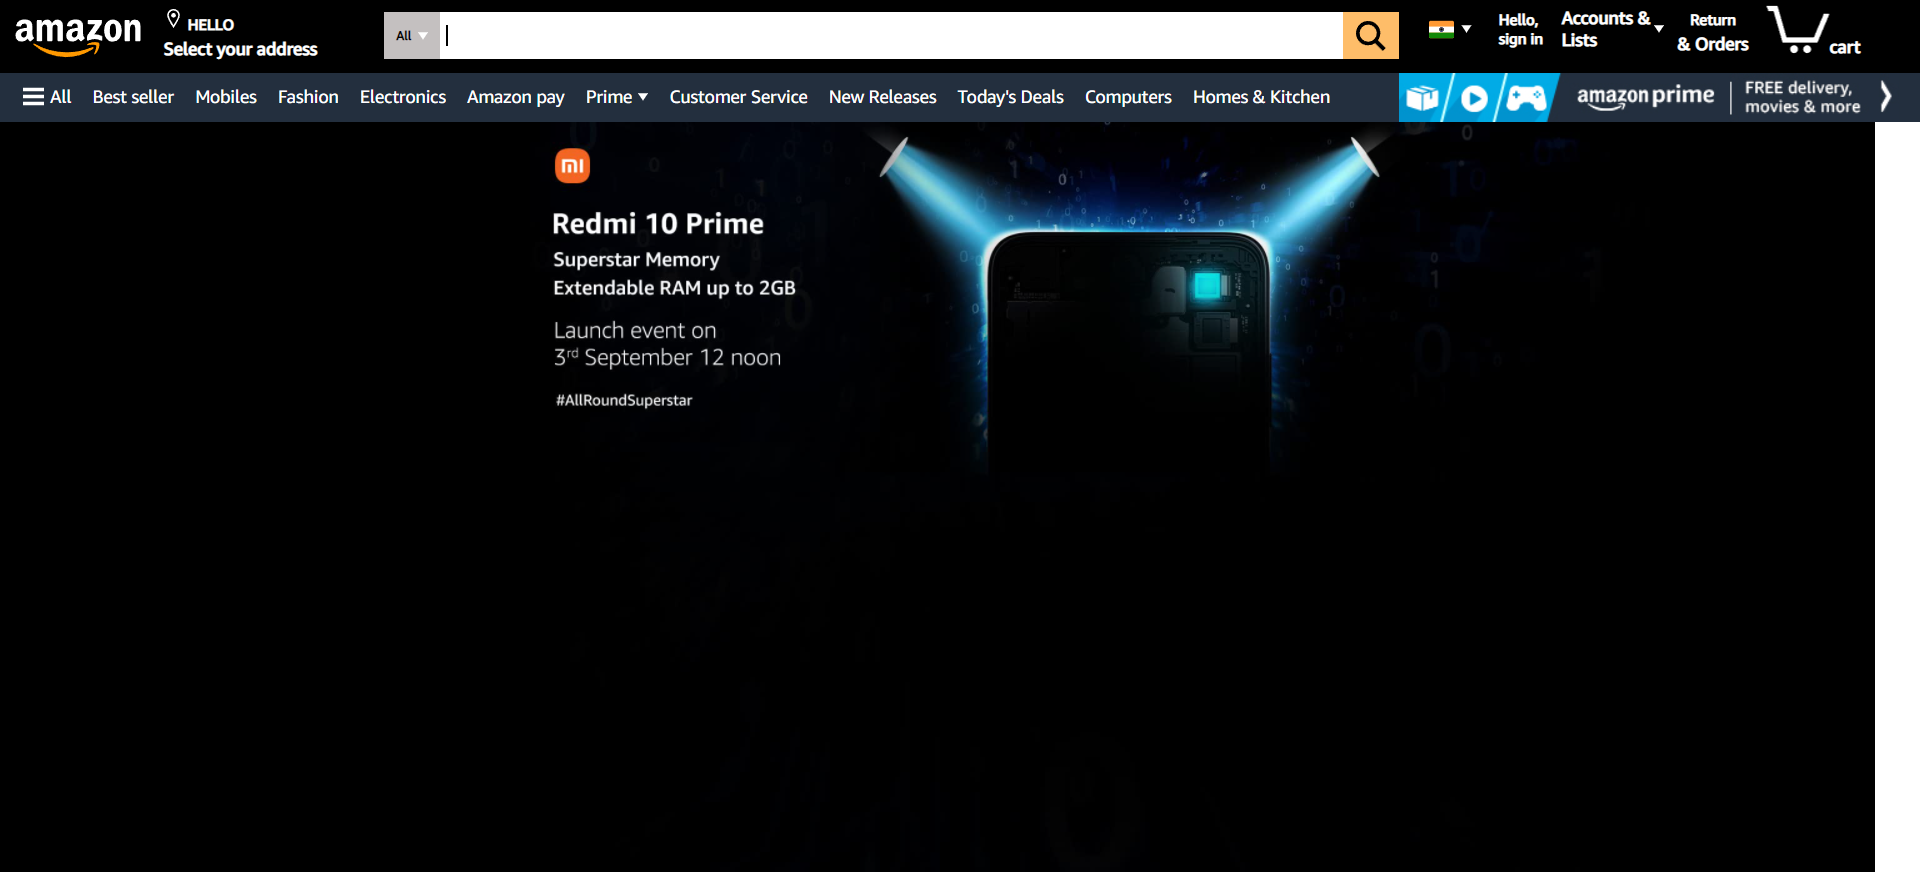 amazon
HELLO
Select your address
All
Hello,
sign in
Accounts &
Lists
Return
& Orders
cart
All Best seller Mobiles Fashion Electronics Amazon pay Prime Customer Service New Releases Today's Deals Computers Homes & Kitchen
amazon prime
FREE delivery,
movies & more
mi
Redmi 10 Prime
Superstar Memory
Extendable RAM up to 2GB
Launch event on
3rd September 12 noon
#AllRoundSuperstar